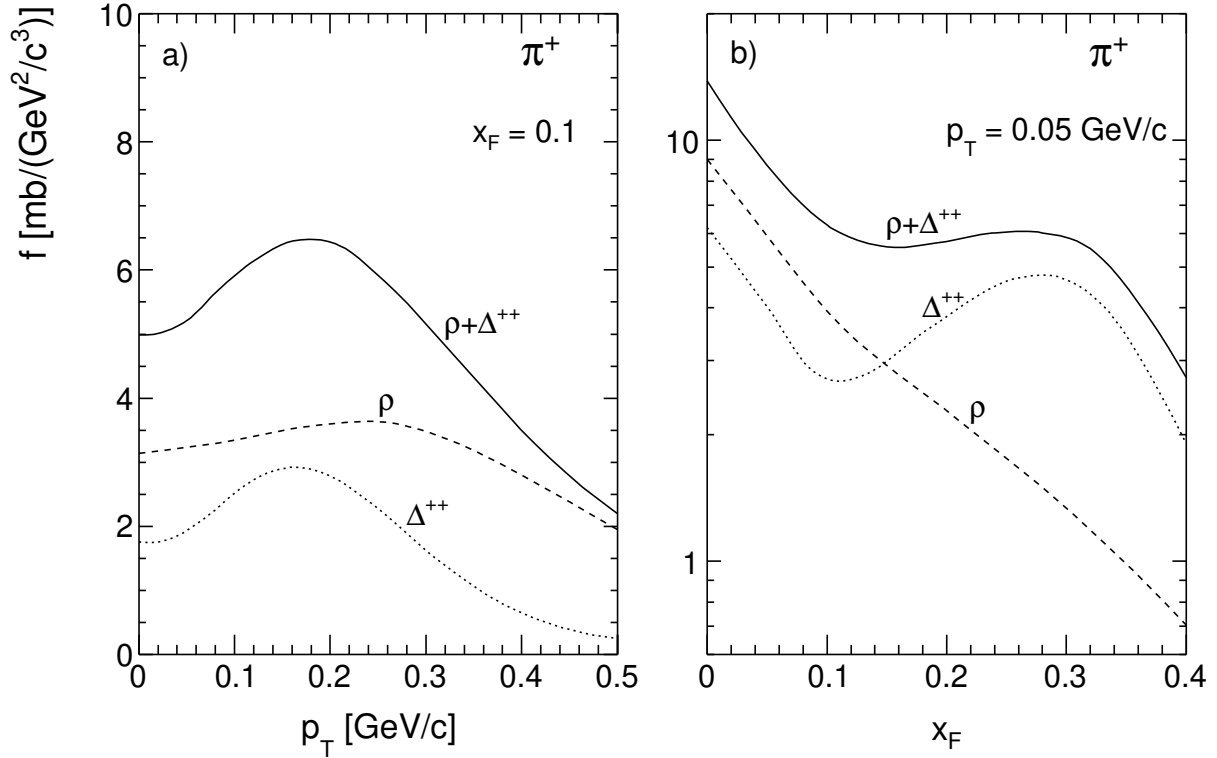 f [mb/(GeV²/c³)]
a)
π⁺
x_F = 0.1
ρ+Δ⁺⁺
ρ
Δ⁺⁺
10
8
6
4
2
0
0 0.1 0.2 0.3 0.4 0.5
p_T [GeV/c]
b)
π⁺
p_T = 0.05 GeV/c
ρ+Δ⁺⁺
Δ⁺⁺
ρ
10
1
0 0.1 0.2 0.3 0.4
x_F